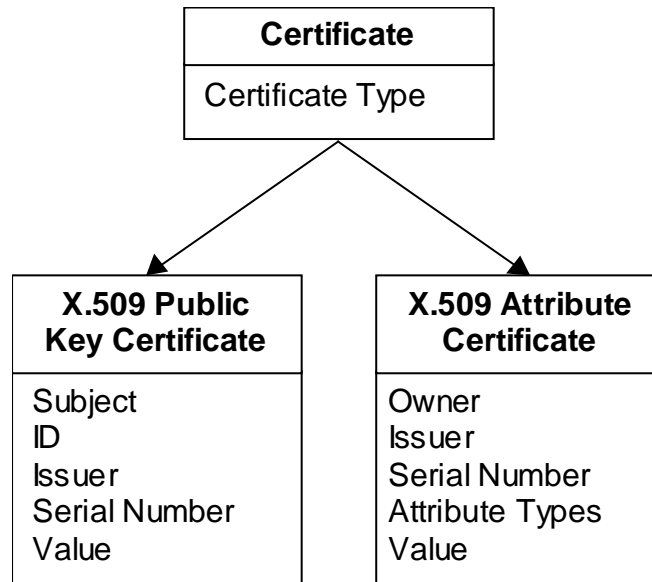 Certificate
Certificate Type
X.509 Public
Key Certificate
Subject
ID
Issuer
Serial Number
Value
X.509 Attribute
Certificate
Owner
Issuer
Serial Number
Attribute Types
Value